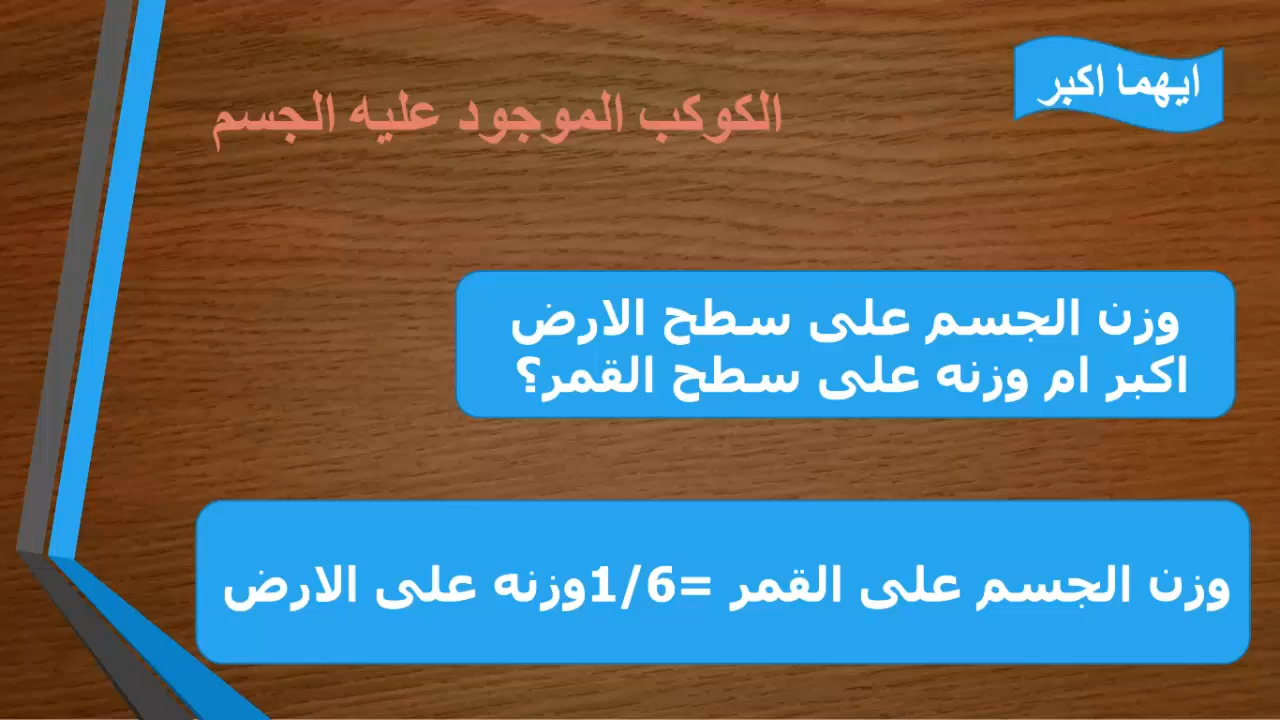 ايهما اكبر
الكوكب الموجود عليه الجسم
وزن الجسم على سطح الارض
اكبر ام وزنه على سطح القمر؟
وزن الجسم على القمر =1/6وزنه على الارض